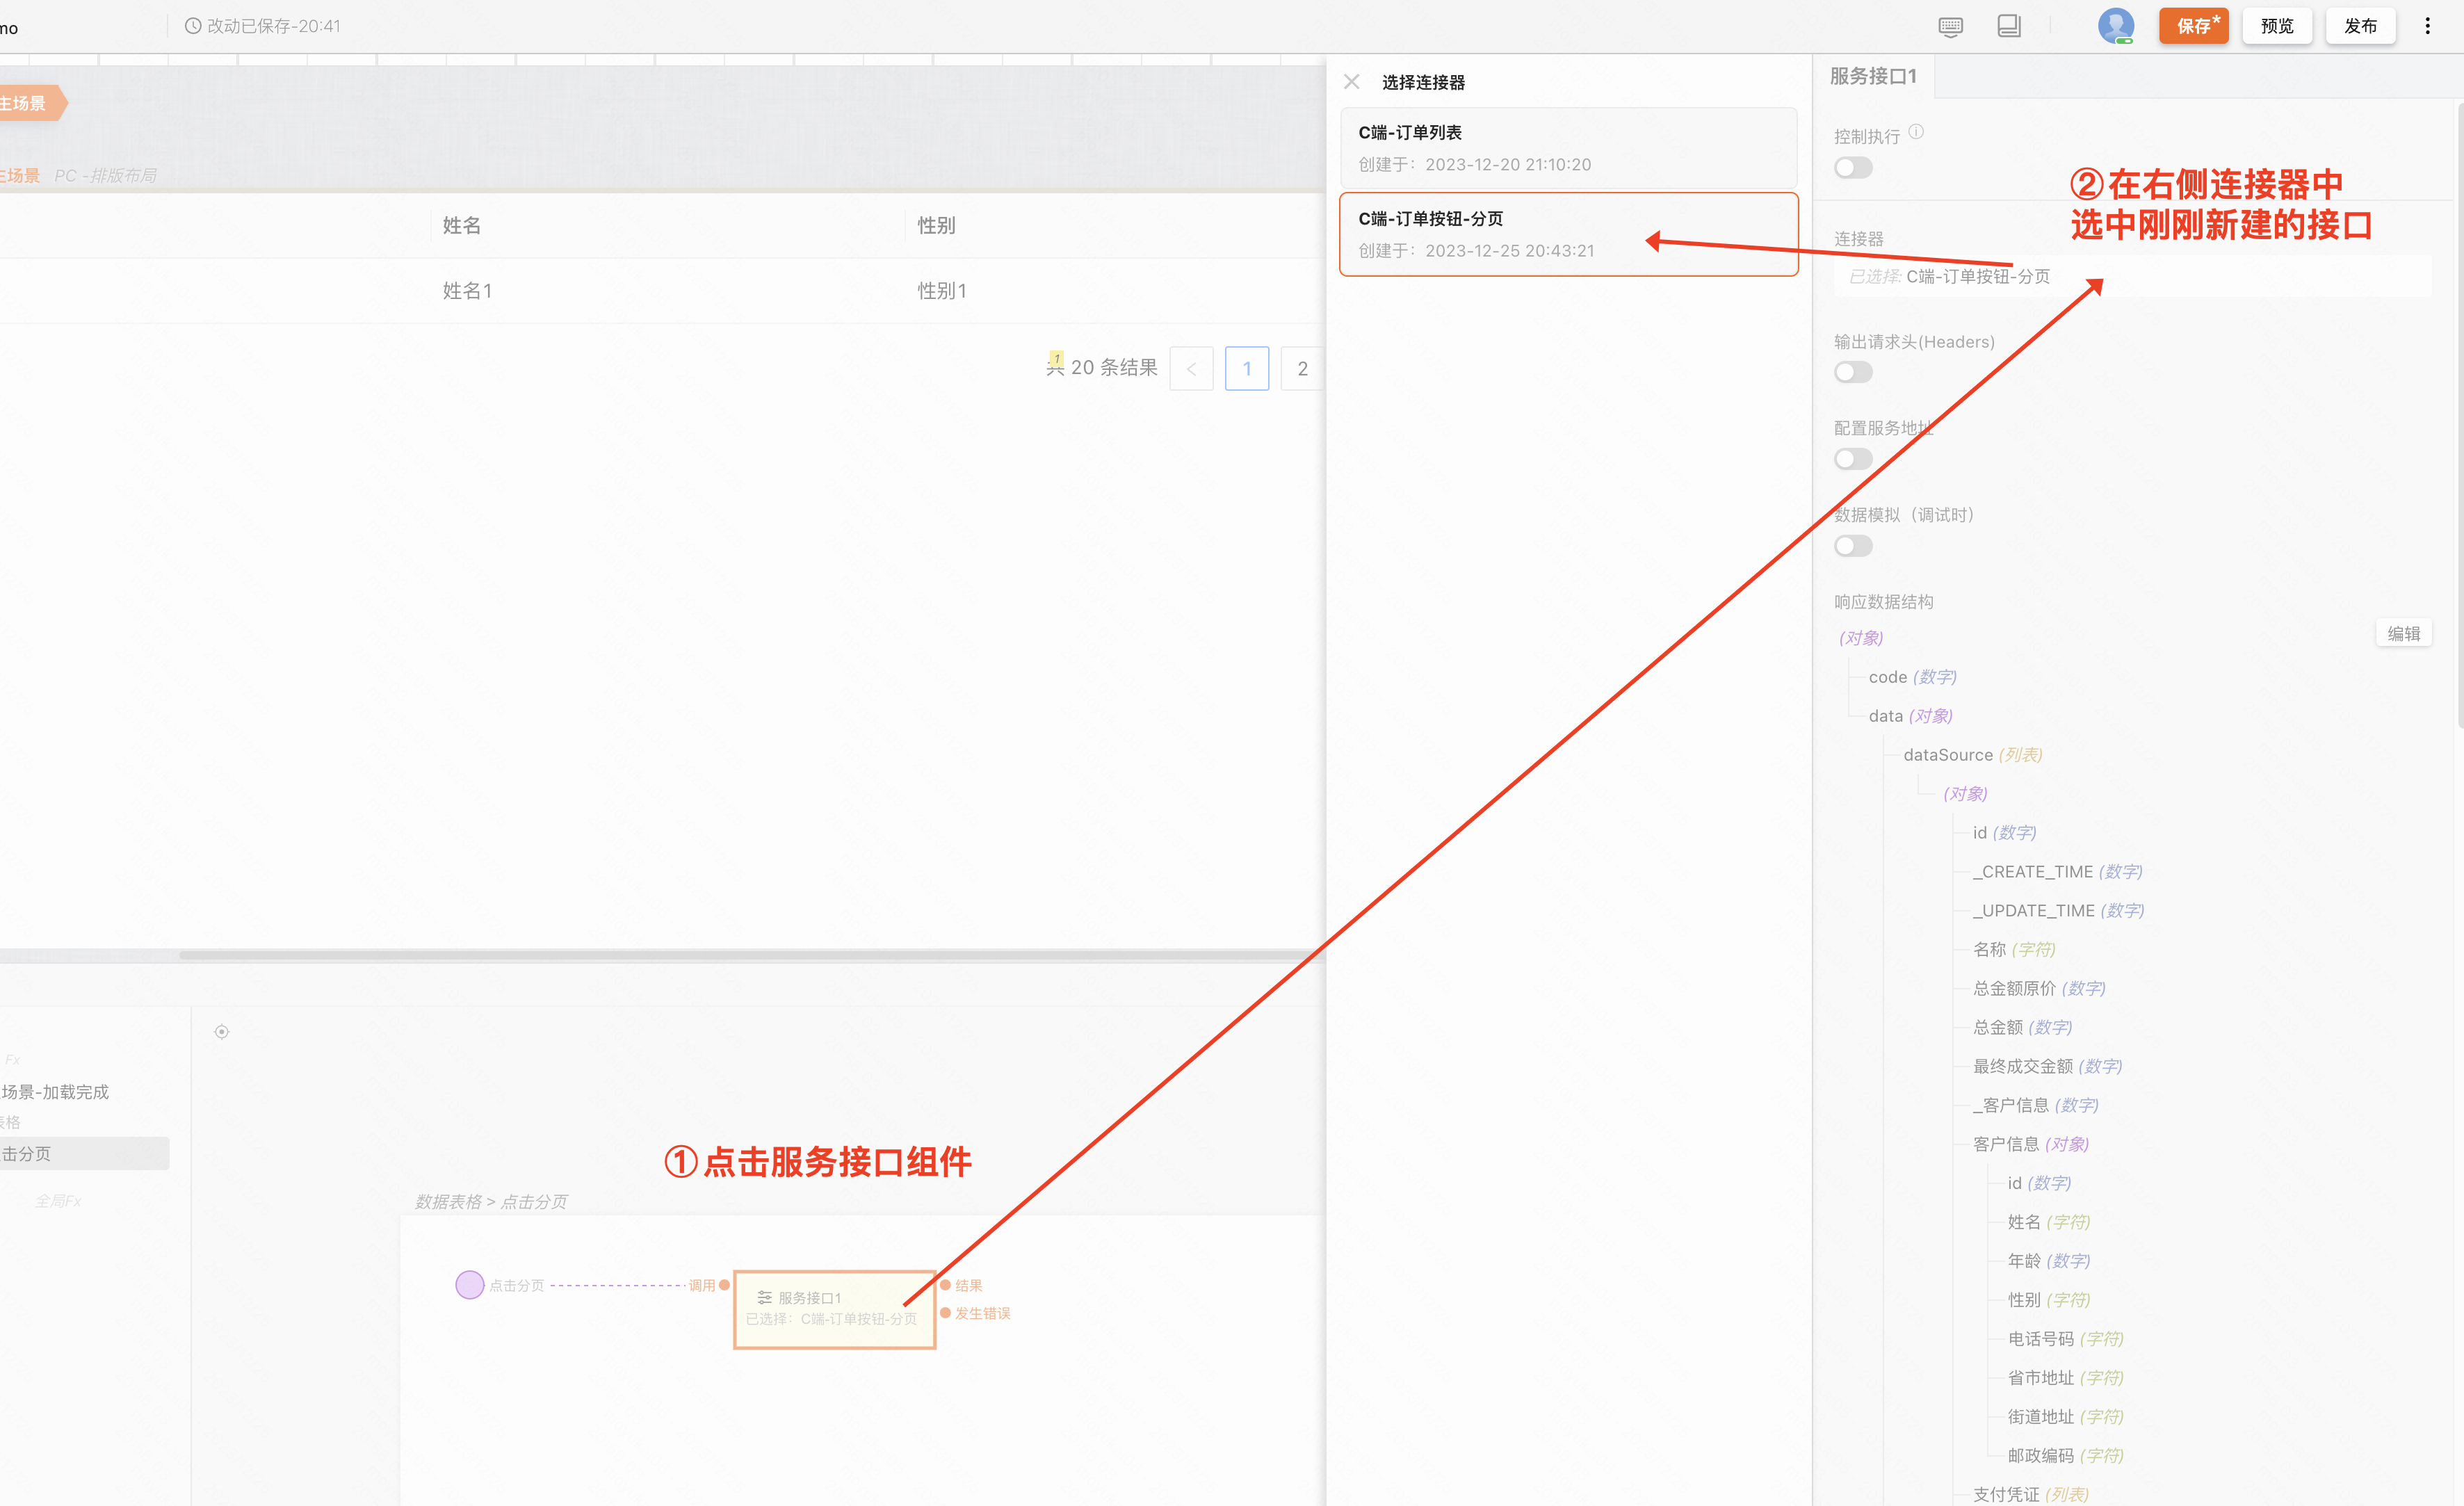 mo
改动已保存-20:41
保存*
预览
发布
主场景
主场景 PC -排版布局
姓名
性别
姓名1
性别1
1
共 20 条结果
<
1
2
选择连接器
C端-订单列表
创建于：2023-12-20 21:10:20
C端-订单按钮-分页
创建于：2023-12-25 20:43:21
服务接口1
控制执行
②在右侧连接器中
选中刚刚新建的接口
连接器
已选择: C端-订单按钮-分页
输出请求头(Headers)
配置服务地址
数据模拟（调试时）
响应数据结构
编辑
(对象)
code (数字)
data (对象)
dataSource (列表)
(对象)
id (数字)
_CREATE_TIME (数字)
_UPDATE_TIME (数字)
名称 (字符)
总金额原价 (数字)
总金额 (数字)
最终成交金额 (数字)
_客户信息 (数字)
客户信息 (对象)
id (数字)
姓名 (字符)
年龄 (数字)
性别 (字符)
电话号码 (字符)
省市地址 (字符)
街道地址 (字符)
邮政编码 (字符)
支付凭证 (列表)
Fx
场景-加载完成
表格
击分页
全局Fx
①点击服务接口组件
数据表格 > 点击分页
点击分页
调用
服务接口1
已选择：C端-订单按钮-分页
结果
发生错误